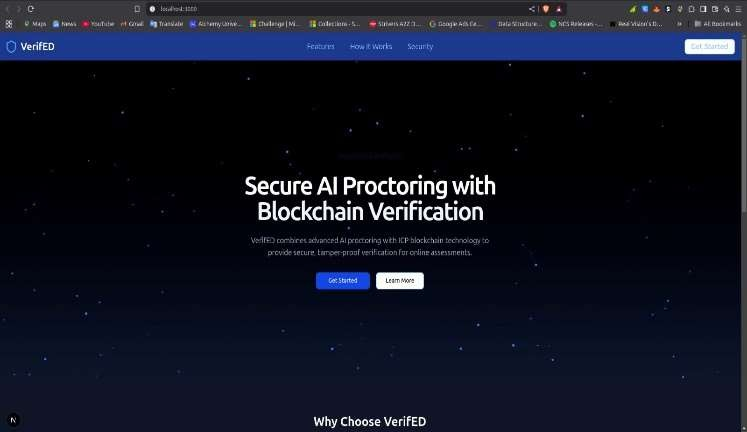 localhost:3000
Maps News YouTube Gmail Translate Alchemy Unive... Challenge | Mi... Collections - S... Strivers A2Z D... Google Ads Ge... Data Structure... NCS Releases -... Real Vision's D... » All Bookmarks
VerifED Features How it Works Security Get Started
Secure AI Proctoring with
Blockchain Verification
VerifED combines advanced AI proctoring with ICP blockchain technology to
provide secure, tamper-proof verification for online assessments.
Get Started Learn More
N
Why Choose VerifED